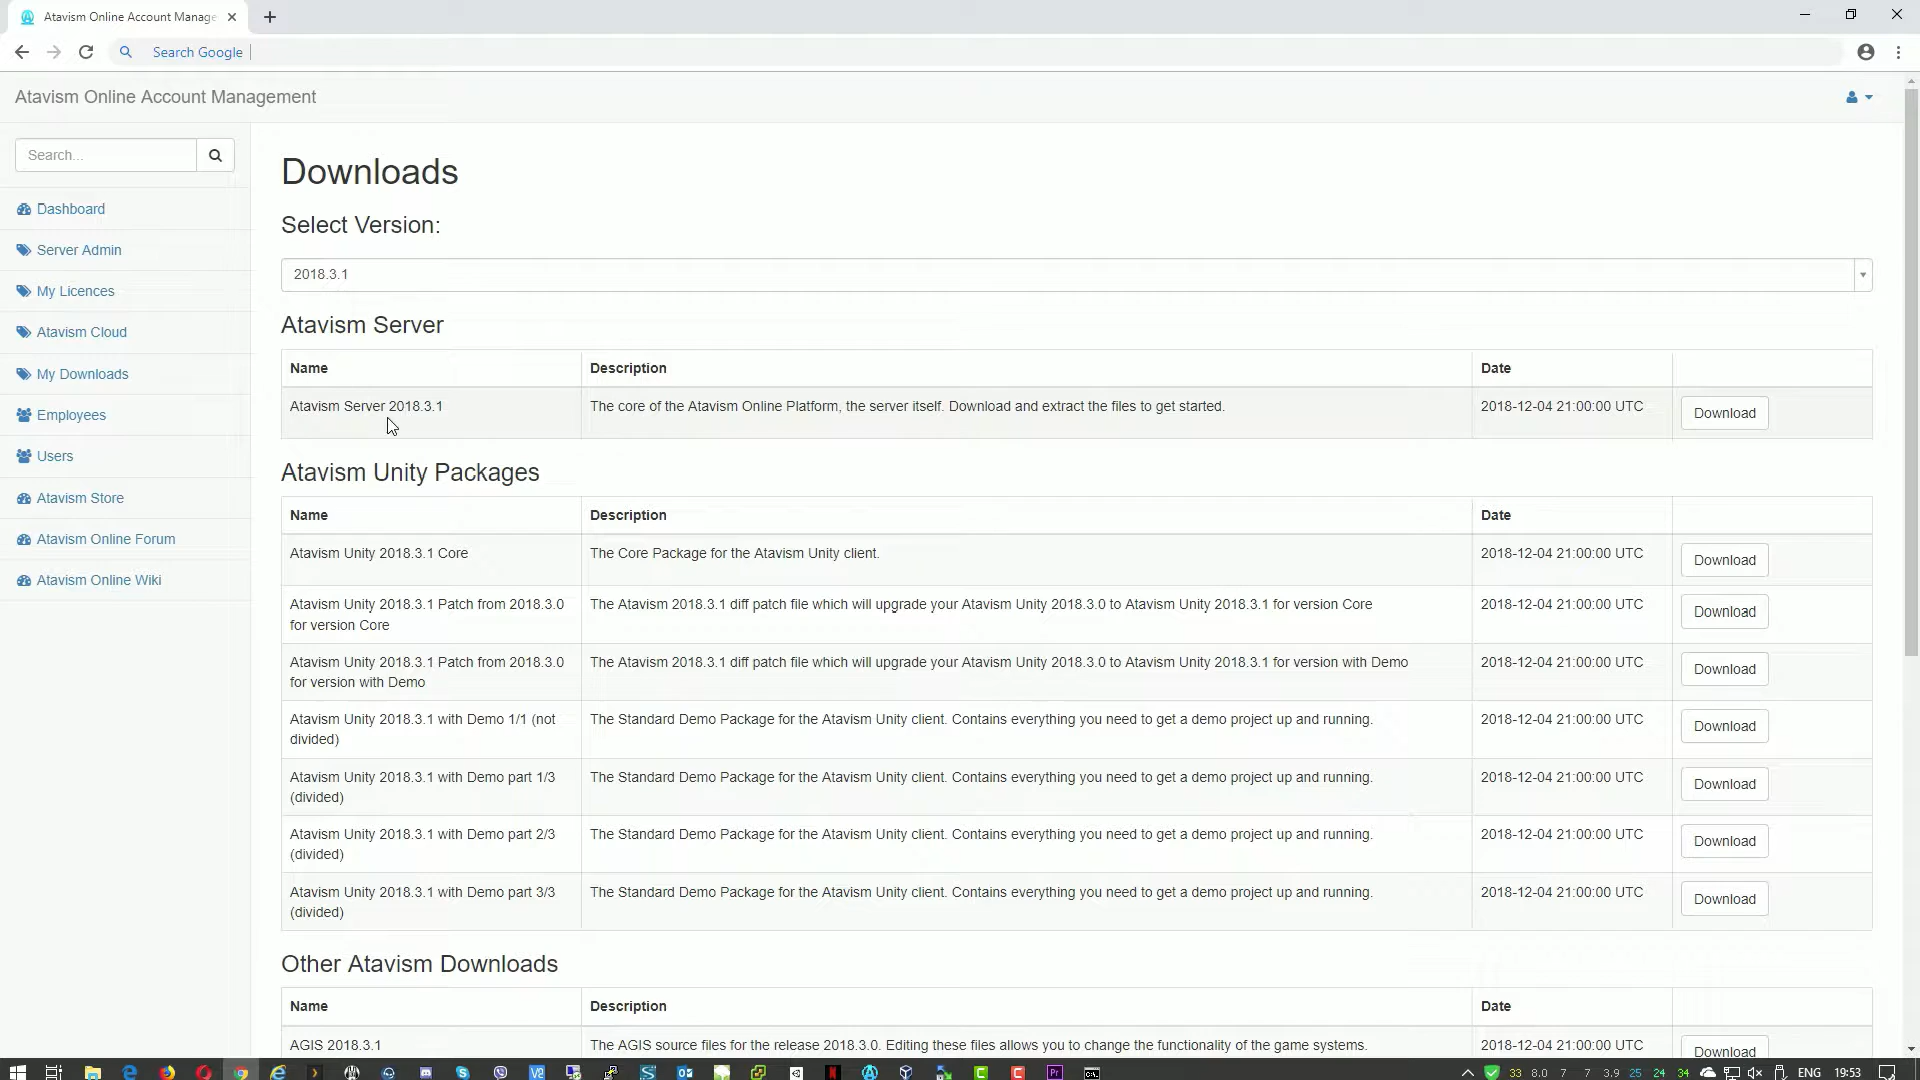 Atavism Online Account Manage
Search Google
Atavism Online Account Management
Search...
Dashboard
Server Admin
My Licences
Atavism Cloud
My Downloads
Employees
Users
Atavism Store
Atavism Online Forum
Atavism Online Wiki
Downloads
Select Version:
2018.3.1
Atavism Server
Name Description Date
Atavism Server 2018.3.1 The core of the Atavism Online Platform, the server itself. Download and extract the files to get started. 2018-12-04 21:00:00 UTC Download
Atavism Unity Packages
Name Description Date
Atavism Unity 2018.3.1 Core The Core Package for the Atavism Unity client. 2018-12-04 21:00:00 UTC Download
Atavism Unity 2018.3.1 Patch from 2018.3.0 The Atavism 2018.3.1 diff patch file which will upgrade your Atavism Unity 2018.3.0 to Atavism Unity 2018.3.1 for version Core 2018-12-04 21:00:00 UTC Download
for version Core
Atavism Unity 2018.3.1 Patch from 2018.3.0 The Atavism 2018.3.1 diff patch file which will upgrade your Atavism Unity 2018.3.0 to Atavism Unity 2018.3.1 for version with Demo 2018-12-04 21:00:00 UTC Download
for version with Demo
Atavism Unity 2018.3.1 with Demo 1/1 (not The Standard Demo Package for the Atavism Unity client. Contains everything you need to get a demo project up and running. 2018-12-04 21:00:00 UTC Download
divided)
Atavism Unity 2018.3.1 with Demo part 1/3 The Standard Demo Package for the Atavism Unity client. Contains everything you need to get a demo project up and running. 2018-12-04 21:00:00 UTC Download
(divided)
Atavism Unity 2018.3.1 with Demo part 2/3 The Standard Demo Package for the Atavism Unity client. Contains everything you need to get a demo project up and running. 2018-12-04 21:00:00 UTC Download
(divided)
Atavism Unity 2018.3.1 with Demo part 3/3 The Standard Demo Package for the Atavism Unity client. Contains everything you need to get a demo project up and running. 2018-12-04 21:00:00 UTC Download
(divided)
Other Atavism Downloads
Name Description Date
AGIS 2018.3.1 The AGIS source files for the release 2018.3.0. Editing these files allows you to change the functionality of the game systems. Download
33 8.0 7 7 3.9 25 24 34 ENG 19:53